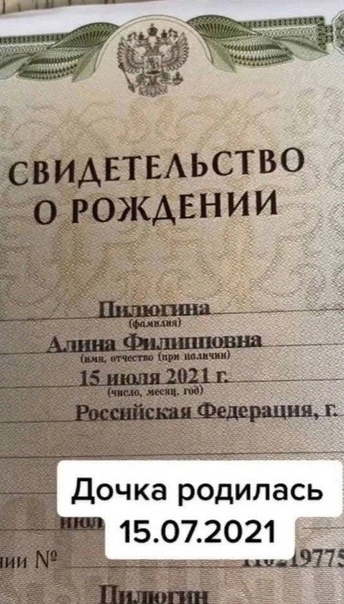 СВИДЕТЕЛЬСТВО
О РОЖДЕНИИ
Пилюгина
(фамилия)
Алина Филипповна
(имя, отчество (при наличии)
15 июля 2021 г.
(число, месяц, год)
Российская Федерация, г.
Дочка родилась
15.07.2021
№
Пилюгин